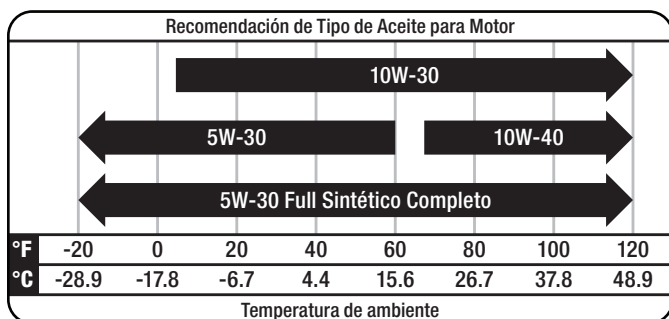 Recomendación de Tipo de Aceite para Motor
10W-30
5W-30 10W-40
5W-30 Full Sintético Completo
°F -20 0 20 40 60 80 100 120
°C -28.9 -17.8 -6.7 4.4 15.6 26.7 37.8 48.9
Temperatura de ambiente